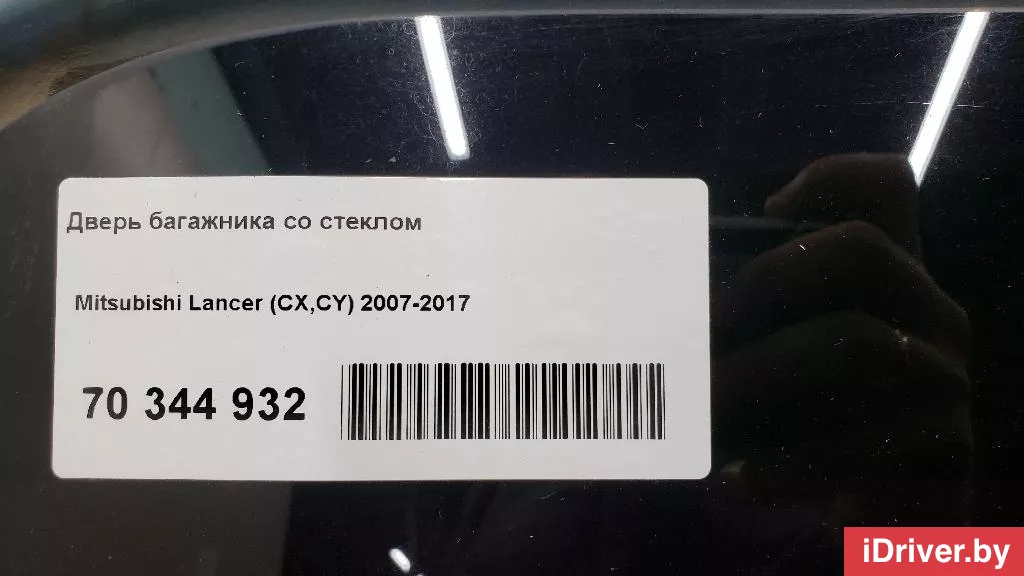 Дверь багажника со стеклом
Mitsubishi Lancer (CX,CY) 2007-2017
70 344 932
iDriver.by